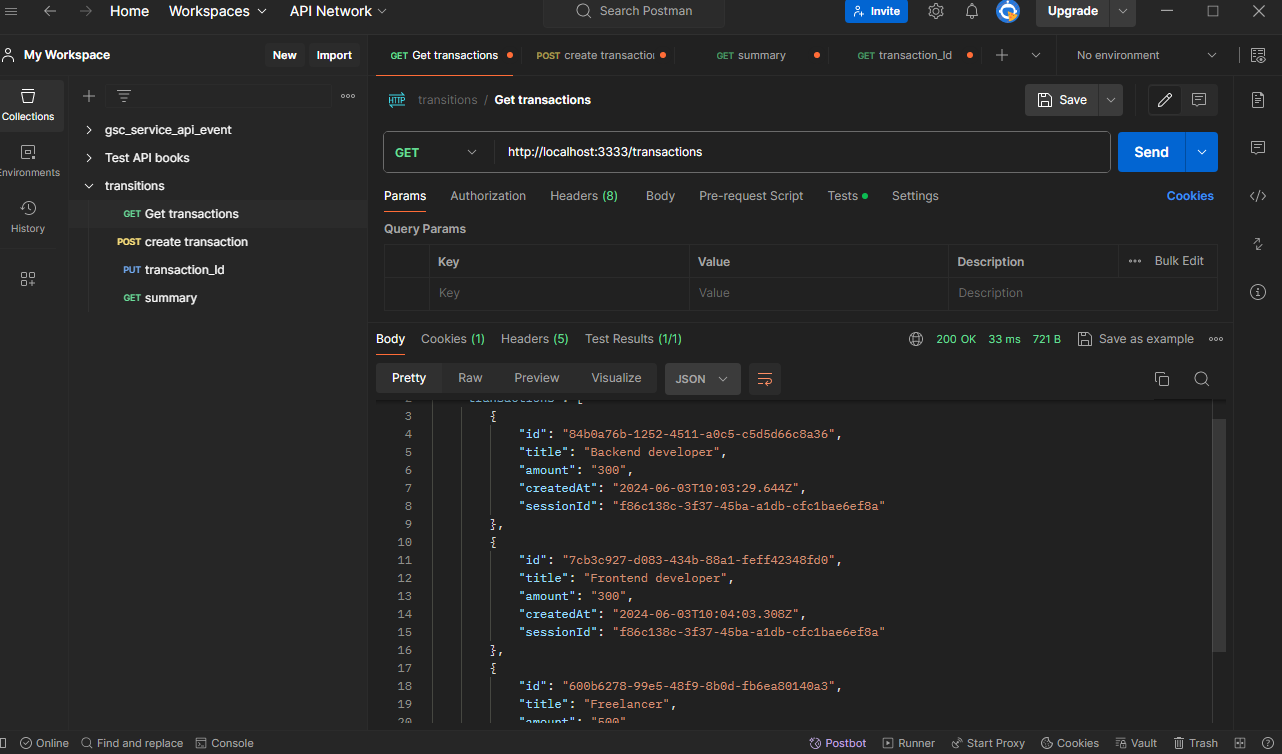 Home Workspaces API Network Search Postman Invite Upgrade
My Workspace New Import
GET Get transactions POST create transaction GET summary GET transaction_Id No environment
HTTP transitions / Get transactions Save
Collections
Environments
History
gsc_service_api_event
Test API books
transitions
GET Get transactions
POST create transaction
PUT transaction_Id
GET summary
GET http://localhost:3333/transactions Send
Params Authorization Headers (8) Body Pre-request Script Tests Settings Cookies
Query Params
Key Value Description Bulk Edit
Key Value Description
Body Cookies (1) Headers (5) Test Results (1/1) 200 OK 33 ms 721 B Save as example
Pretty Raw Preview Visualize JSON
2 "transactions": [
3 {
4 "id": "84b0a76b-1252-4511-a0c5-c5d5d66c8a36",
5 "title": "Backend developer",
6 "amount": "300",
7 "createdAt": "2024-06-03T10:03:29.644Z",
8 "sessionId": "f86c138c-3f37-45ba-a1db-cfc1bae6ef8a"
9 },
10 {
11 "id": "7cb3c927-d083-434b-88a1-feff42348fd0",
12 "title": "Frontend developer",
13 "amount": "300",
14 "createdAt": "2024-06-03T10:04:03.308Z",
15 "sessionId": "f86c138c-3f37-45ba-a1db-cfc1bae6ef8a"
16 },
17 {
18 "id": "600b6278-99e5-48f9-8b0d-fb6ea80140a3",
19 "title": "Freelancer",
20 "amount": "500"
Online Find and replace Console Postbot Runner Start Proxy Cookies Vault Trash